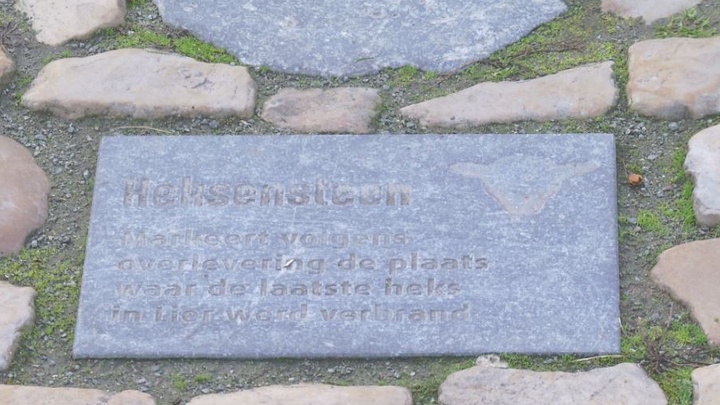 Heksensteen
Markeert volgens
overlevering de plaats
waar de laatste heks
in Lier werd verbrand